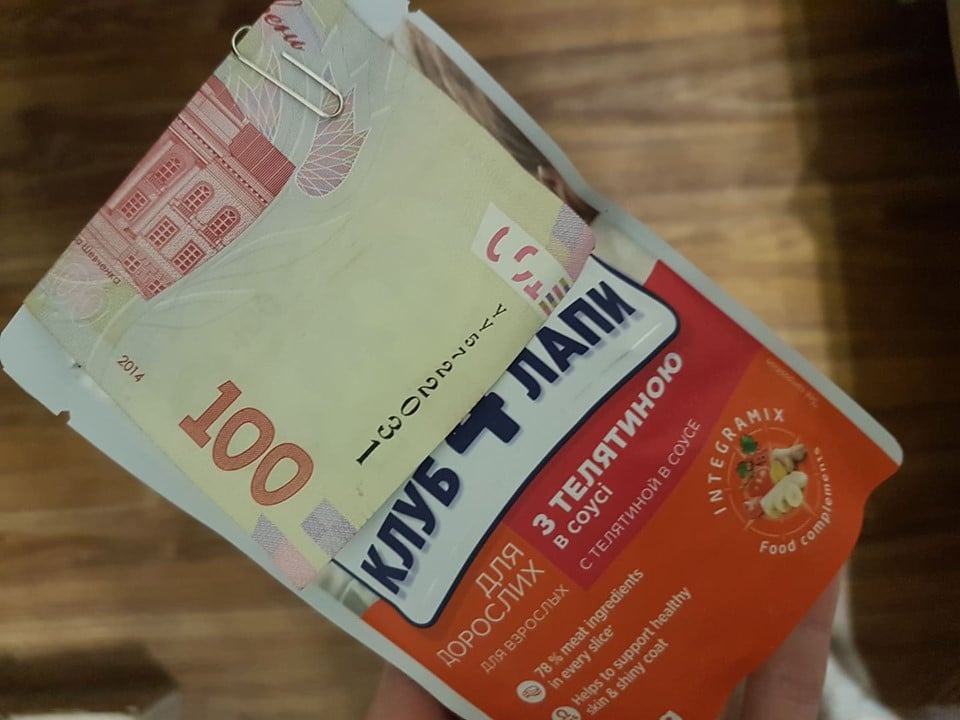 2014
100
УУ5722031
КЛУБ 4 ЛАПИ
З ТЕЛЯТИНОЮ
в соусі
С ТЕЛЯТИНОЙ В СОУСЕ
ДЛЯ
ДОРОСЛИХ
ДЛЯ ВЗРОСЛЫХ
INTEGRAMIX
Food complements
78 % meat ingredients
in every slice
Helps to support healthy
skin & shiny coat